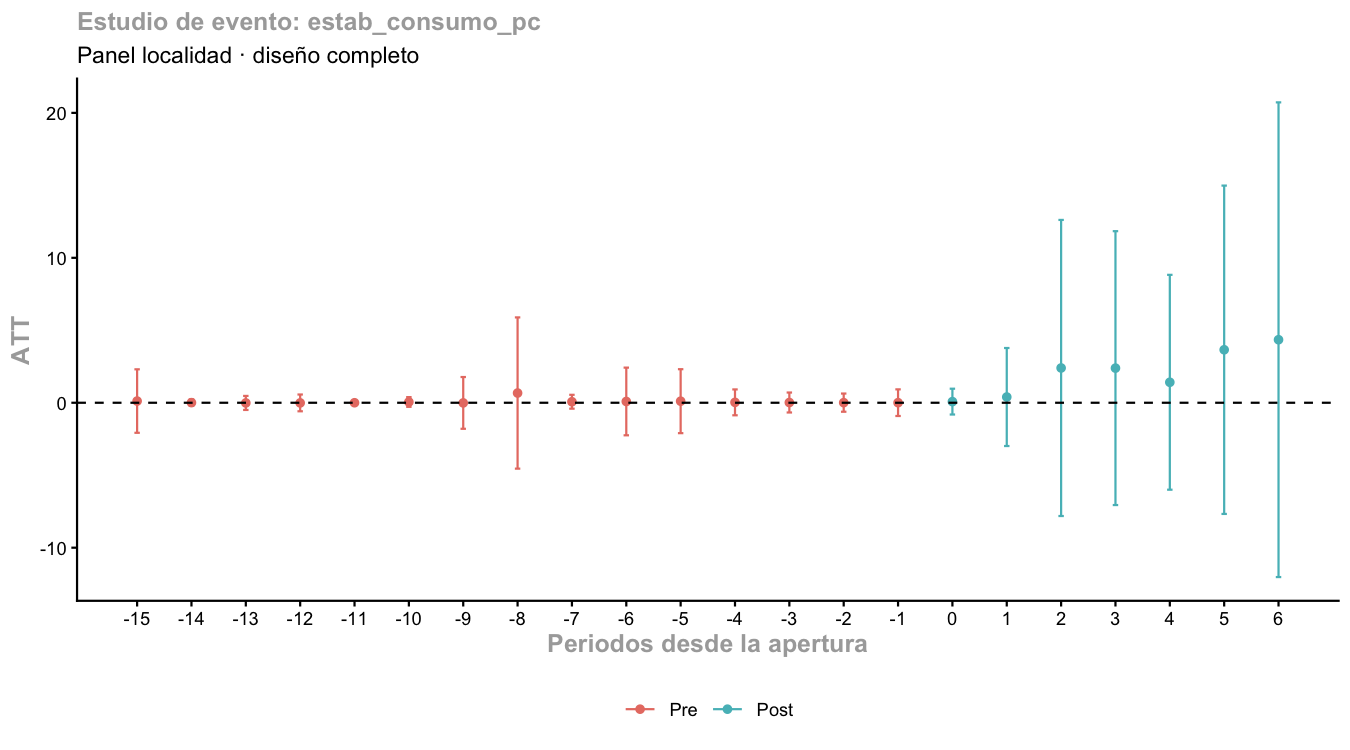 Estudio de evento: estab_consumo_pc
Panel localidad · diseño completo
ATT
20
10
0
-10
-15 -14 -13 -12 -11 -10 -9 -8 -7 -6 -5 -4 -3 -2 -1 0 1 2 3 4 5 6
Periodos desde la apertura
Pre Post